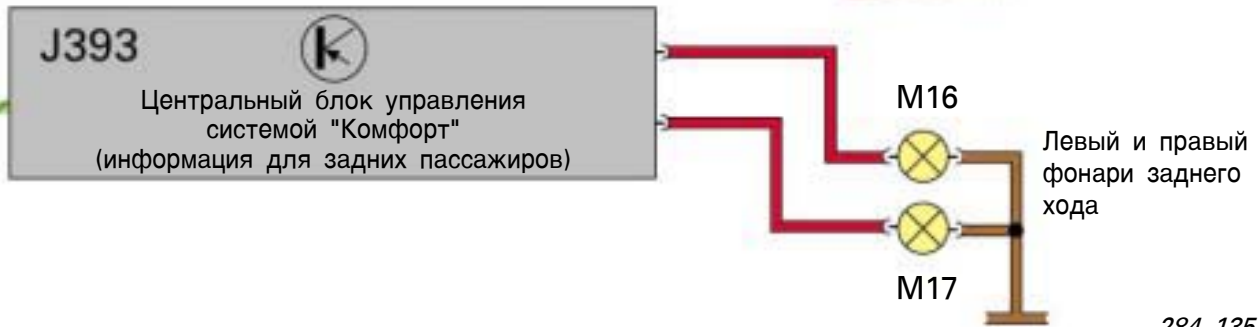 J393
Центральный блок управления
системой "Комфорт"
(информация для задних пассажиров)
M16
Левый и правый
фонари заднего
хода
M17
284_135